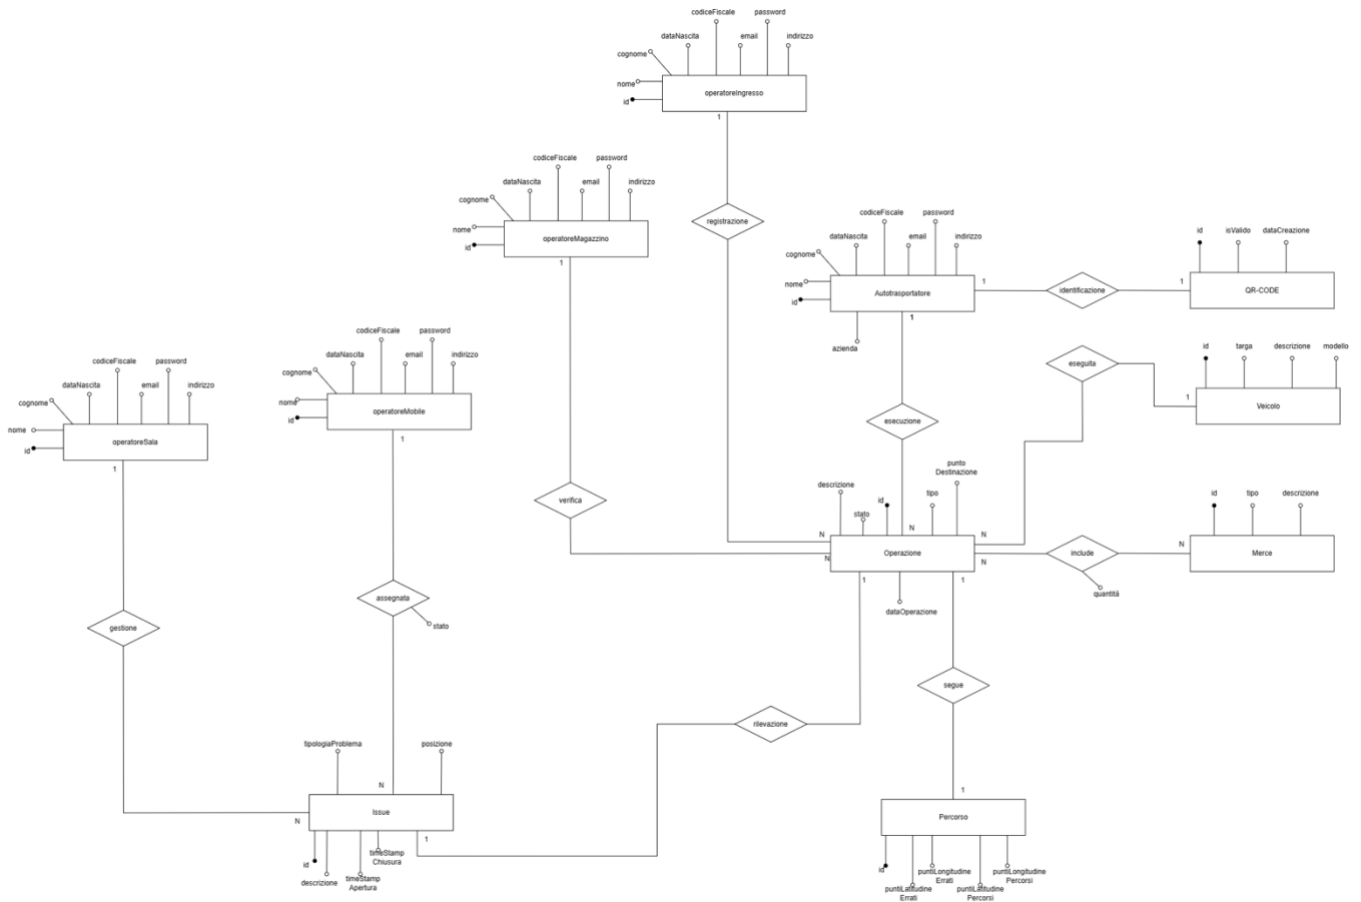 codiceFiscale password
dataNascita email indirizzo
cognome
nome
id
operatoreIngresso
1
codiceFiscale password
dataNascita email indirizzo
cognome
nome
id
operatoreMagazzino
1
registrazione
codiceFiscale password
dataNascita email indirizzo
cognome
nome
id
Autotrasportatore
azienda
1
1
identificazione
1
id isValido dataCreazione
QR-CODE
codiceFiscale password
dataNascita email indirizzo
cognome
nome
id
operatoreMobile
1
codiceFiscale password
dataNascita email indirizzo
cognome
nome
id
operatoreSala
1
eseguita
1
id targa descrizione modello
Veicolo
esecuzione
verifica
punto
Destinazione
descrizione
stato
id
tipo
N
N
N
N
N
Operazione
1
1
dataOperazione
include
quantità
N
id tipo descrizione
Merce
assegnata
stato
gestione
segue
rilevazione
tipologiaProblema posizione
N
N
Issue
1
id
descrizione
timeStamp
Apertura
timeStamp
Chiusura
1
Percorso
id
puntiLatitudine
Errati
puntiLongitudine
Errati
puntiLatitudine
Percorsi
puntiLongitudine
Percorsi